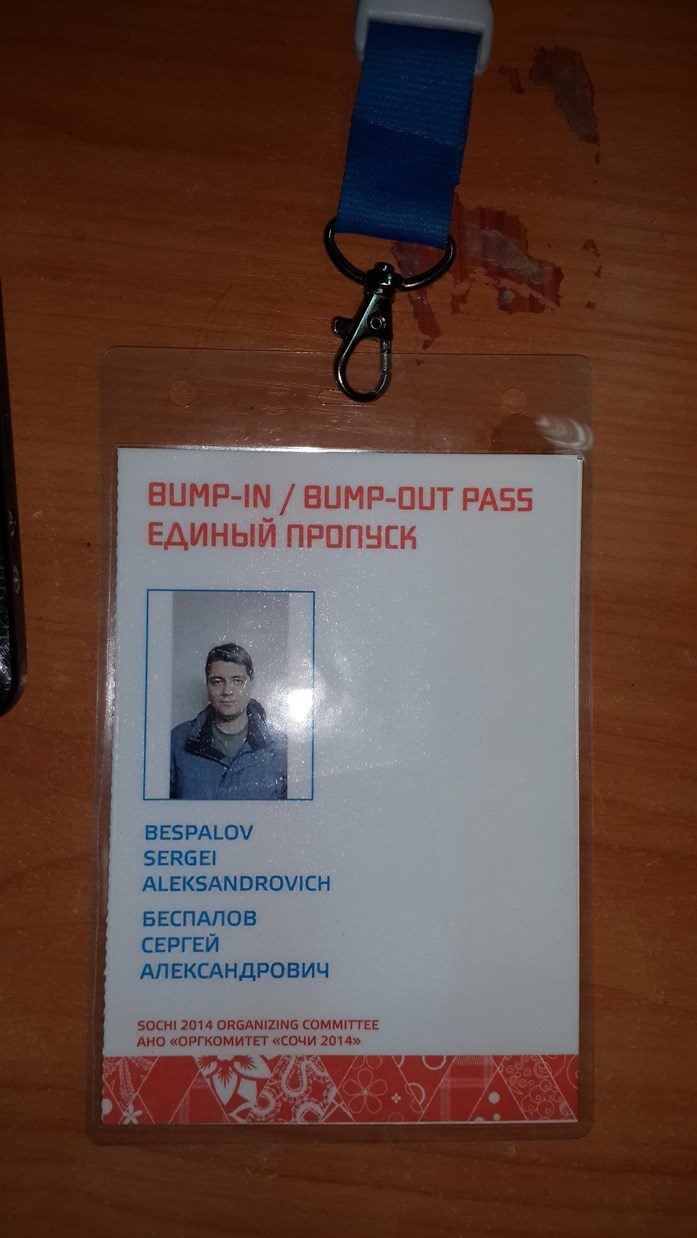 BUMP-IN / BUMP-OUT PASS
ЕДИНЫЙ ПРОПУСК
BESPALOV
SERGEI
ALEKSANDROVICH
БЕСПАЛОВ
СЕРГЕЙ
АЛЕКСАНДРОВИЧ
SOCHI 2014 ORGANIZING COMMITTEE
АНО «ОРГКОМИТЕТ «СОЧИ 2014»